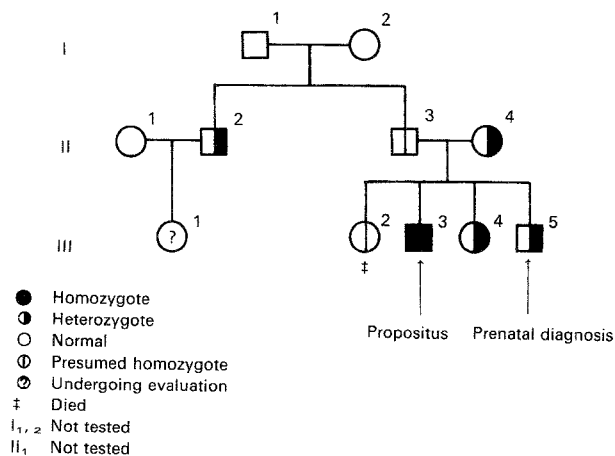 1 2
I
1 2 3 4
II
1 2 3 4 5
III ?
‡
Propositus Prenatal diagnosis
Homozygote
Heterozygote
Normal
Presumed homozygote
? Undergoing evaluation
‡ Died
I1, 2 Not tested
II1 Not tested